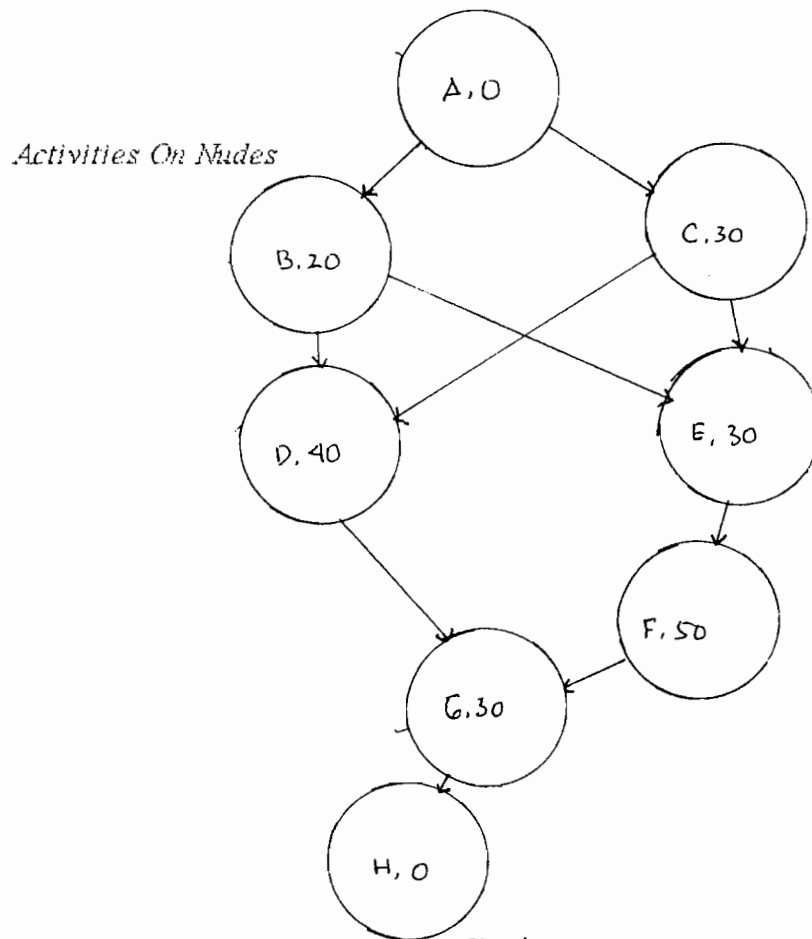 A, 0
Activities On Nudes
B, 20
C, 30
D, 40
E, 30
F, 50
G, 30
H, 0